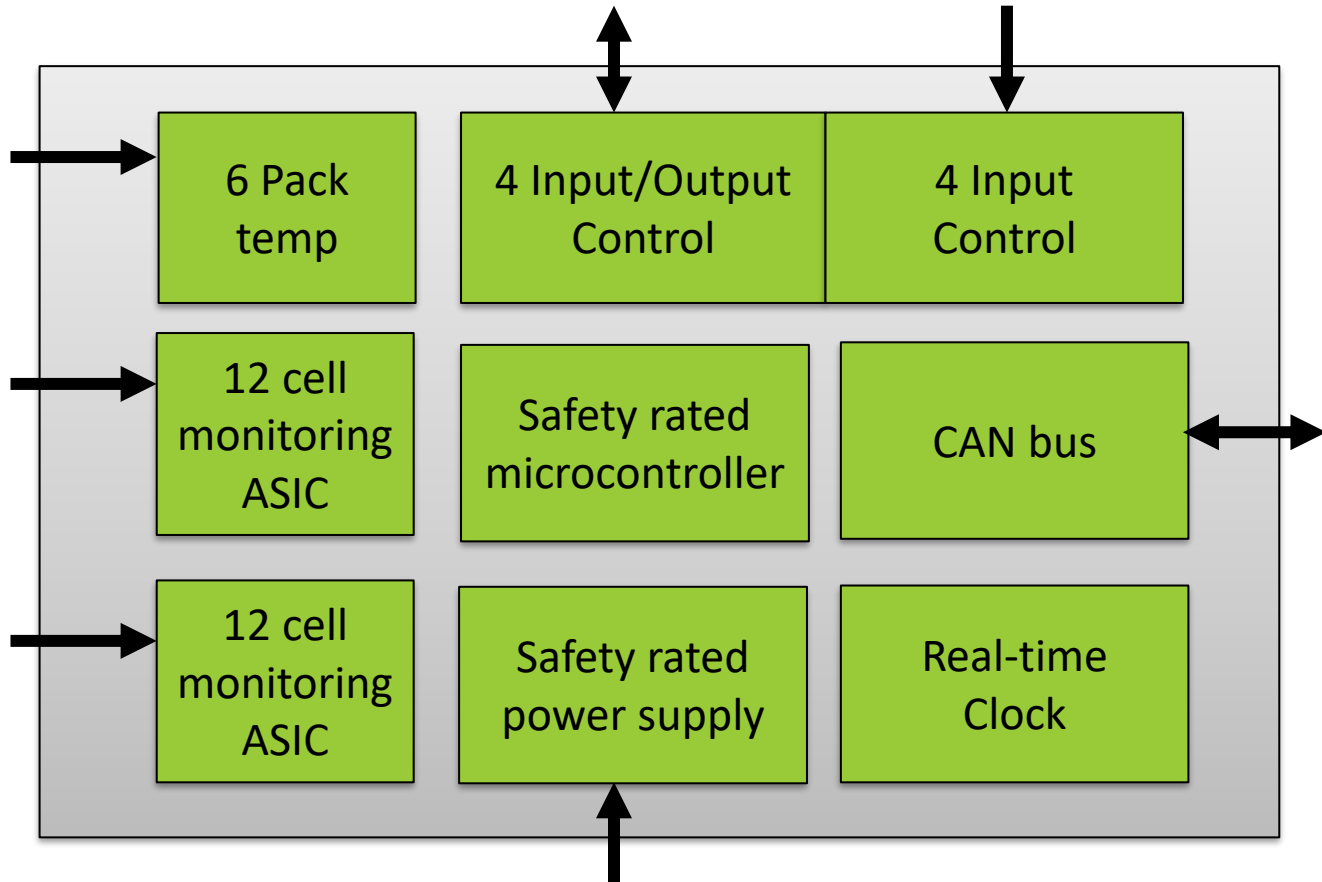 6 Pack
temp
4 Input/Output
Control
4 Input
Control
12 cell
monitoring
ASIC
Safety rated
microcontroller
CAN bus
12 cell
monitoring
ASIC
Safety rated
power supply
Real-time
Clock